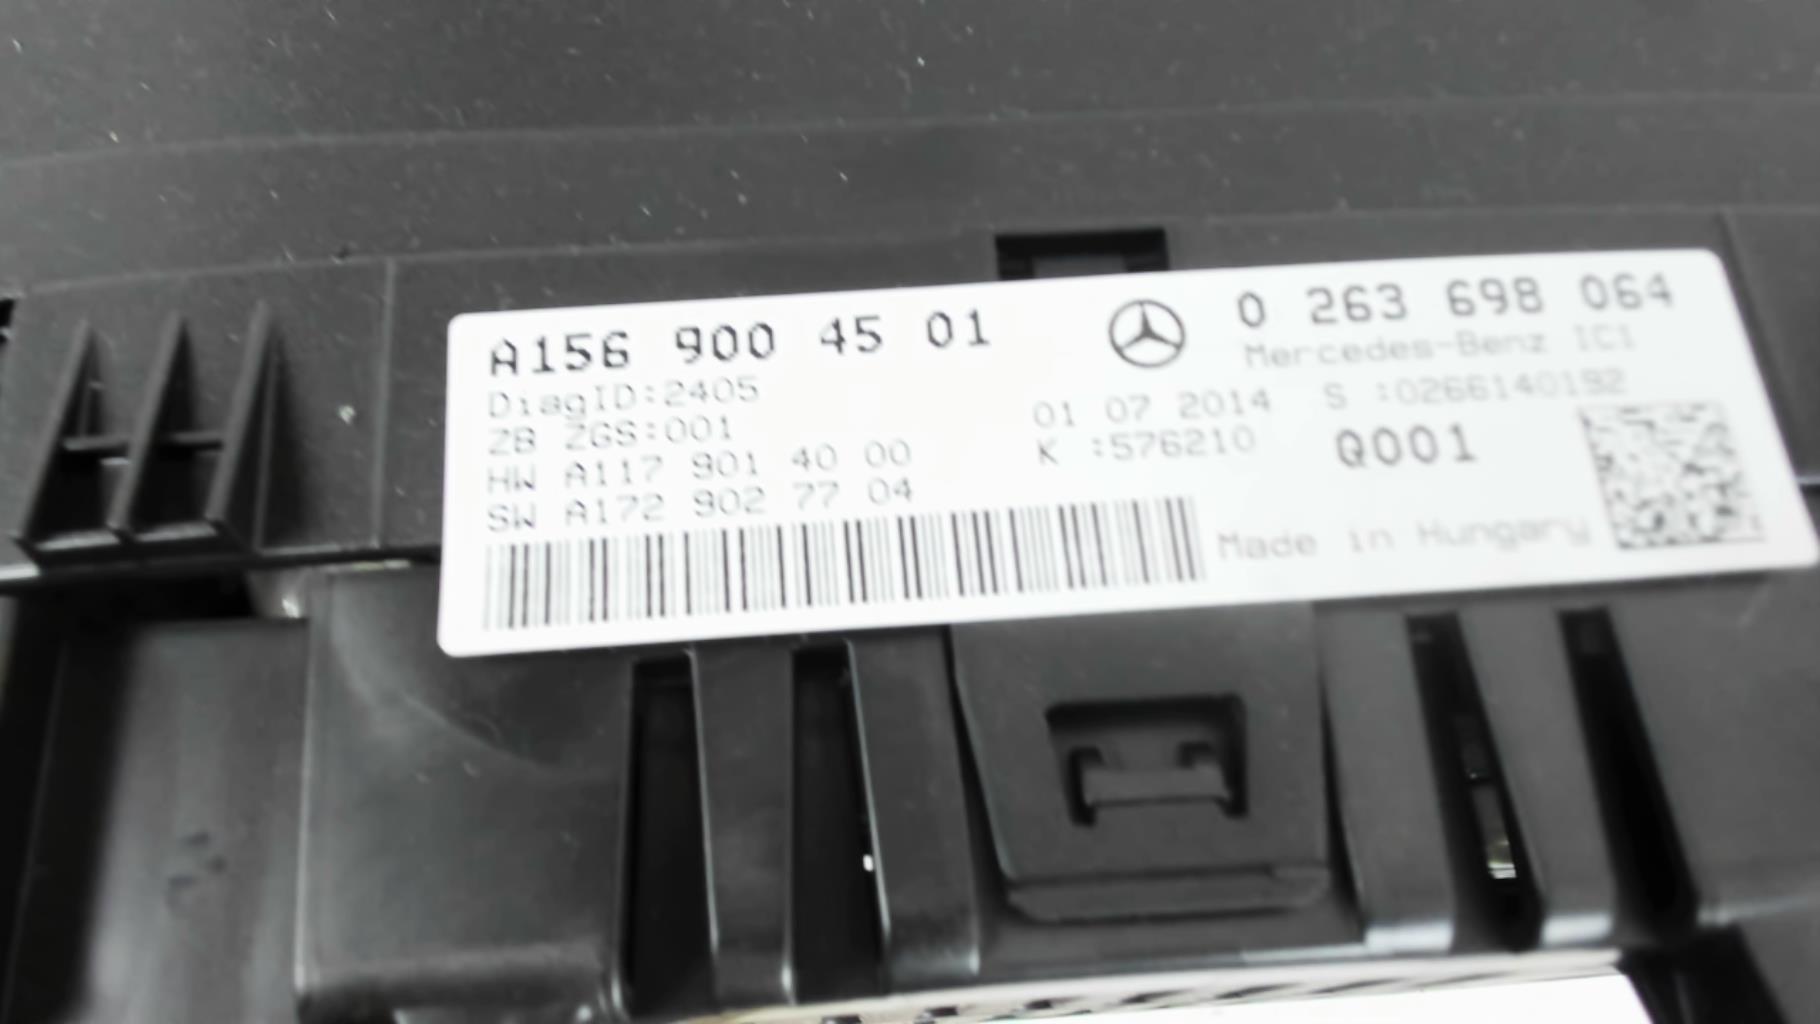 A156 900 45 01
0 263 698 064
Mercedes-Benz IC1
DiagID:2405
01 07 2014 S :0266140192
ZB ZGS:001
K :576210 Q001
HW A117 901 40 00
SW A172 902 77 04
Made in Hungary